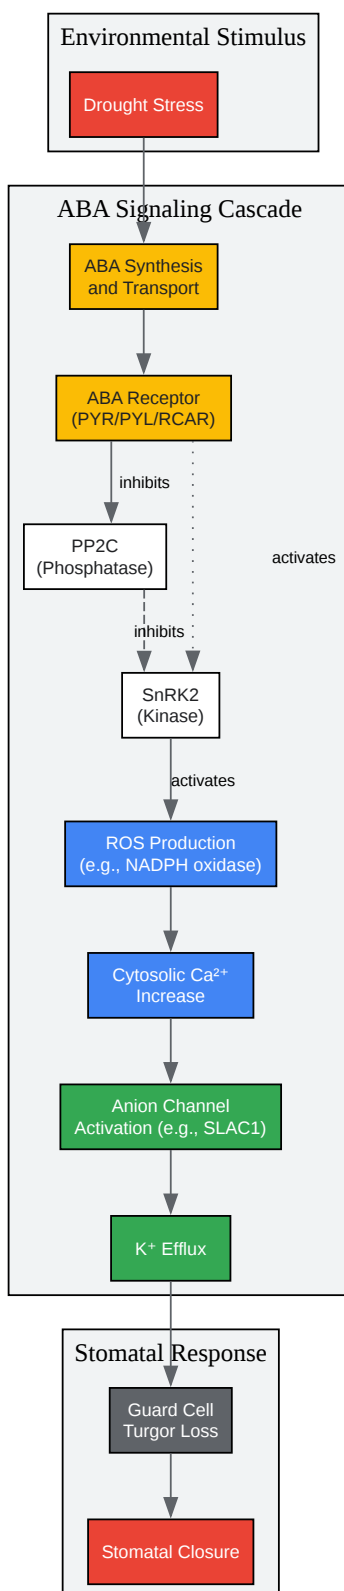 Environmental Stimulus
Drought Stress
ABA Signaling Cascade
ABA Synthesis
and Transport
ABA Receptor
(PYR/PYL/RCAR)
inhibits
PP2C
(Phosphatase)
activates
inhibits
SnRK2
(Kinase)
activates
ROS Production
(e.g., NADPH oxidase)
Cytosolic Ca²⁺
Increase
Anion Channel
Activation (e.g., SLAC1)
K⁺ Efflux
Stomatal Response
Guard Cell
Turgor Loss
Stomatal Closure